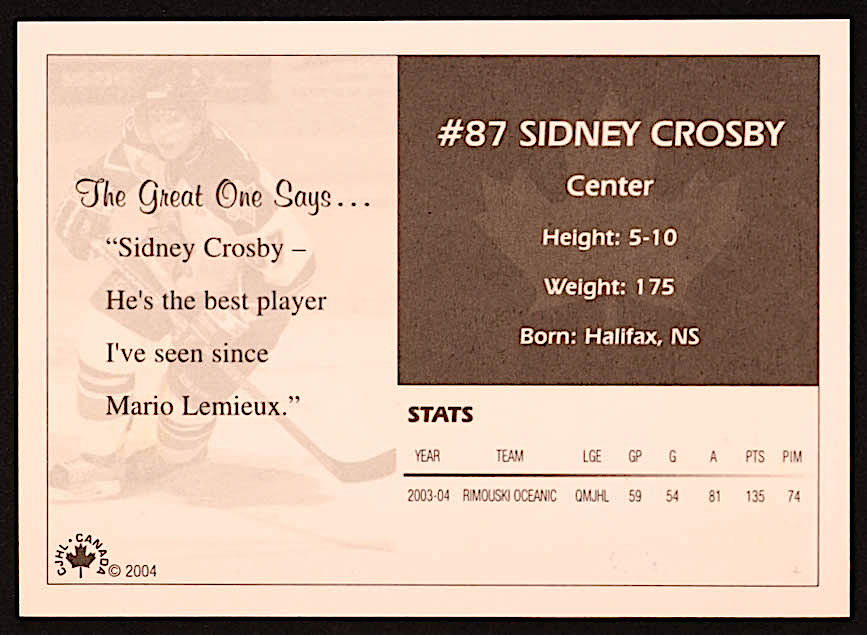 The Great One Says...
“Sidney Crosby –
He's the best player
I've seen since
Mario Lemieux.”
#87 SIDNEY CROSBY
Center
Height: 5-10
Weight: 175
Born: Halifax, NS
STATS
YEAR TEAM LGE GP G A PTS PIM
2003-04 RIMOUSKI OCEANIC QMJHL 59 54 81 135 74
CJHL • CANADA
© 2004